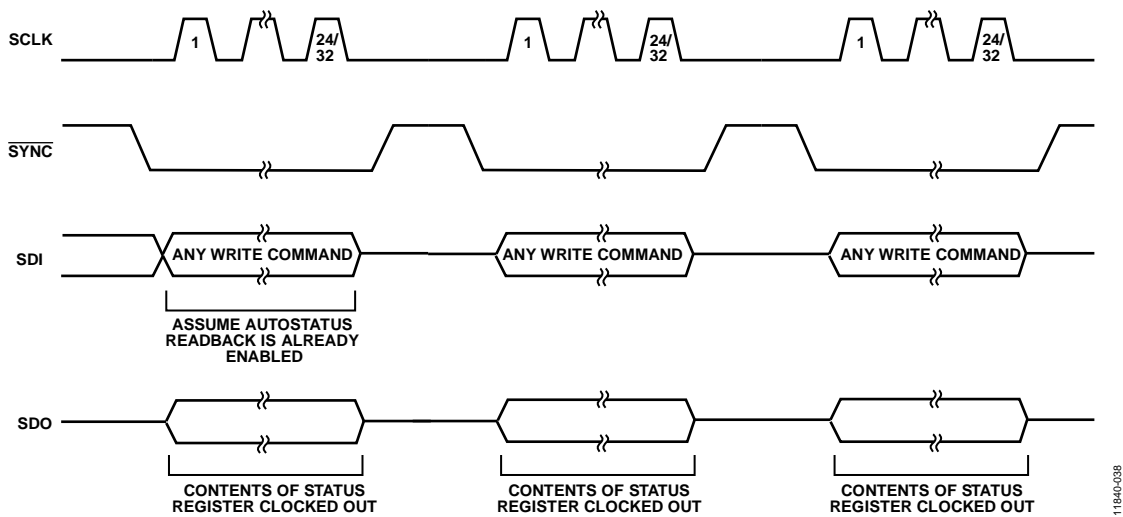 SCLK
1
24/
32
1
24/
32
1
24/
32
SYNC
SDI
ANY WRITE COMMAND
ANY WRITE COMMAND
ANY WRITE COMMAND
ASSUME AUTOSTATUS
READBACK IS ALREADY
ENABLED
SDO
CONTENTS OF STATUS
REGISTER CLOCKED OUT
CONTENTS OF STATUS
REGISTER CLOCKED OUT
CONTENTS OF STATUS
REGISTER CLOCKED OUT
11840-038